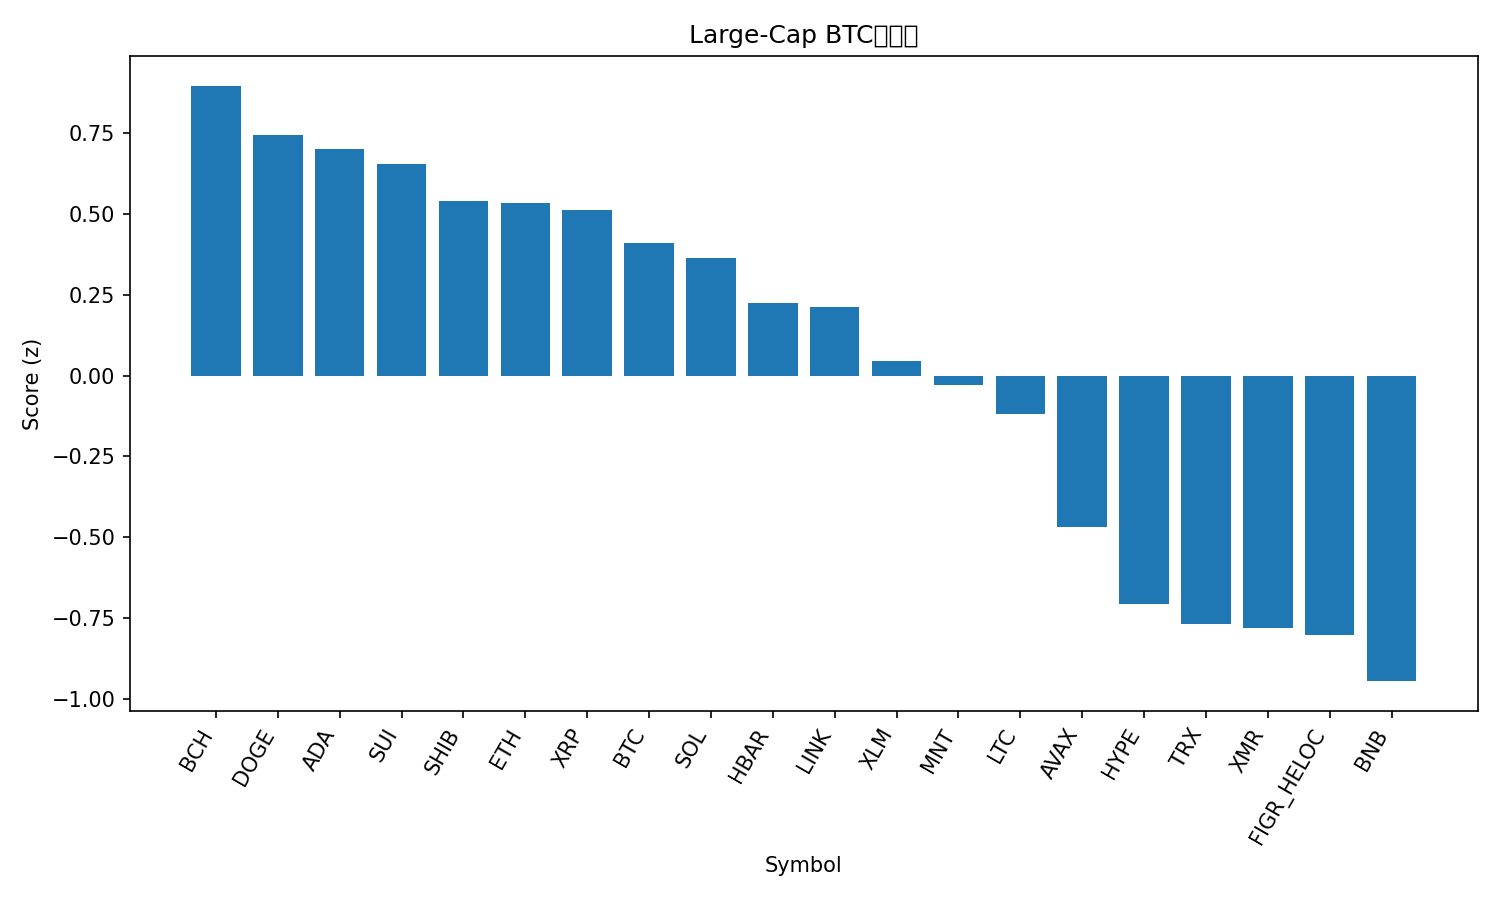 Large-Cap BTC
Score (z)
0.75
0.50
0.25
0.00
−0.25
−0.50
−0.75
−1.00
BCH
DOGE
ADA
SUI
SHIB
ETH
XRP
BTC
SOL
HBAR
LINK
XLM
MNT
LTC
AVAX
HYPE
TRX
XMR
FIGR_HELOC
BNB
Symbol